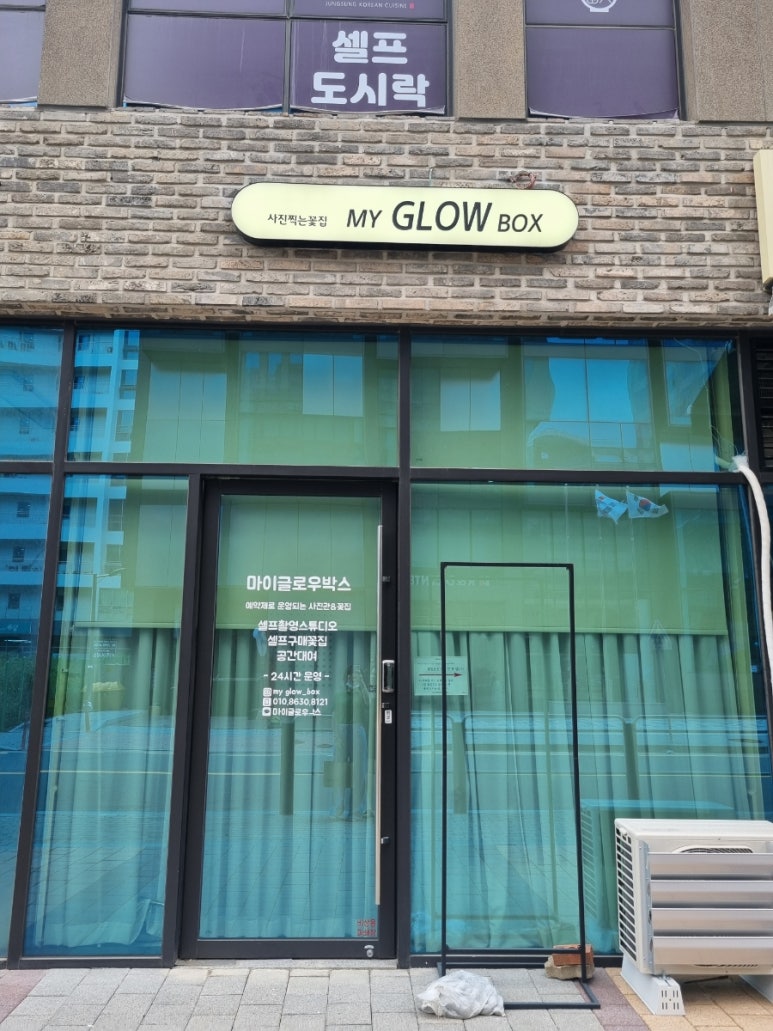 JUNGSUNG KOREAN CUISINE
셀프
도시락
사진찍는꽃집 MY GLOW BOX
마이글로우박스
예약제로 운영되는 사진관&꽃집
셀프촬영스튜디오
셀프구매꽃집
공간대여
- 24시간 운영 -
my glow_box
010.8630.8121
마이글로우박스